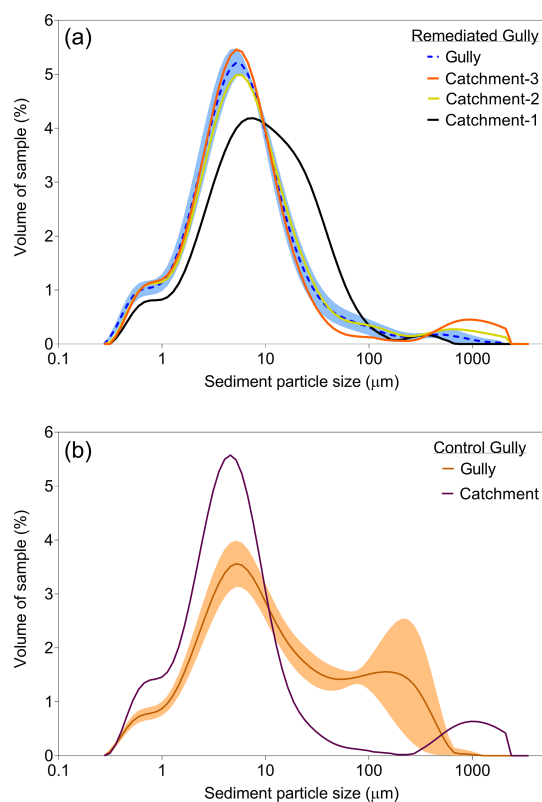 (a)
Remediated Gully
Gully
Catchment-3
Catchment-2
Catchment-1
Volume of sample (%)
6
5
4
3
2
1
0
0.1 1 10 100 1000
Sediment particle size (μm)
(b)
Control Gully
Gully
Catchment
Volume of sample (%)
6
5
4
3
2
1
0
0.1 1 10 100 1000
Sediment particle size (μm)